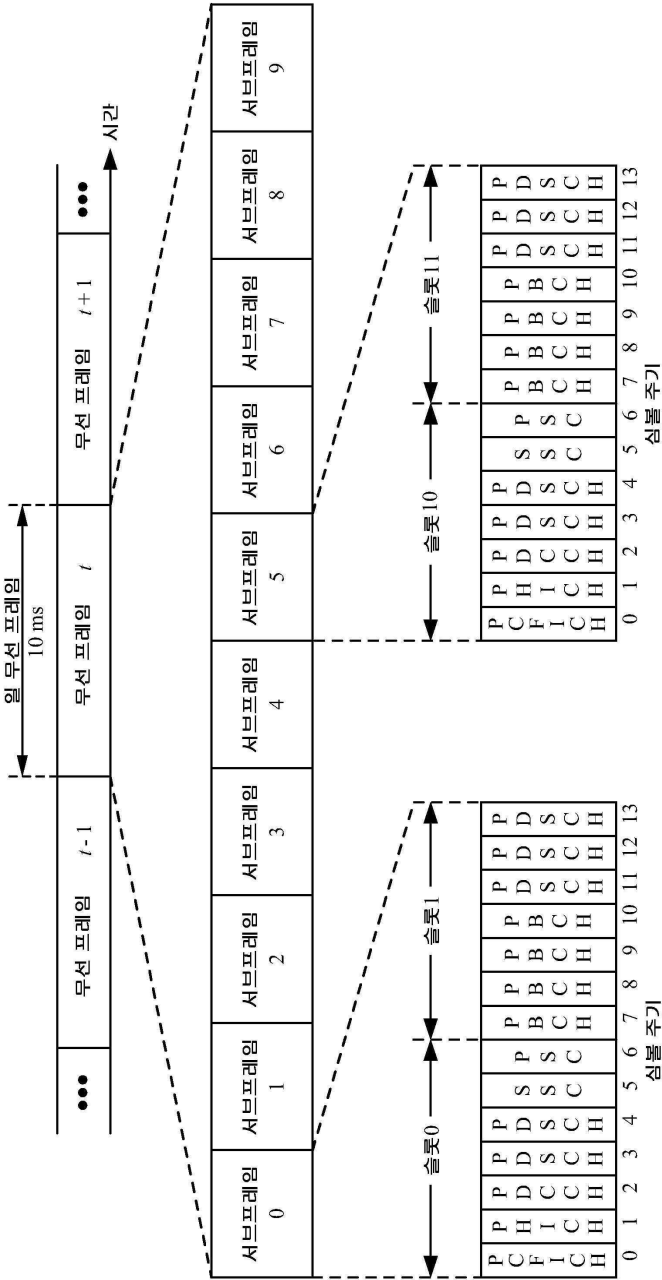 일 무선 프레임
10 ms
•••
무선 프레임 t-1
무선 프레임 t
무선 프레임 t+1
•••
시간
서브프레임 0
서브프레임 1
서브프레임 2
서브프레임 3
서브프레임 4
서브프레임 5
서브프레임 6
서브프레임 7
서브프레임 8
서브프레임 9
슬롯0
슬롯1
슬롯10
슬롯11
PCFICH
PHICH
PDCCH
PDSCH
PDSCH
SSC
PSC
PBCH
PBCH
PBCH
PBCH
PDSCH
PDSCH
PDSCH
0 1 2 3 4 5 6 7 8 9 10 11 12 13
심볼 주기
PCFICH
PHICH
PDCCH
PDSCH
PDSCH
SSC
PSC
PBCH
PBCH
PBCH
PBCH
PDSCH
PDSCH
PDSCH
0 1 2 3 4 5 6 7 8 9 10 11 12 13
심볼 주기